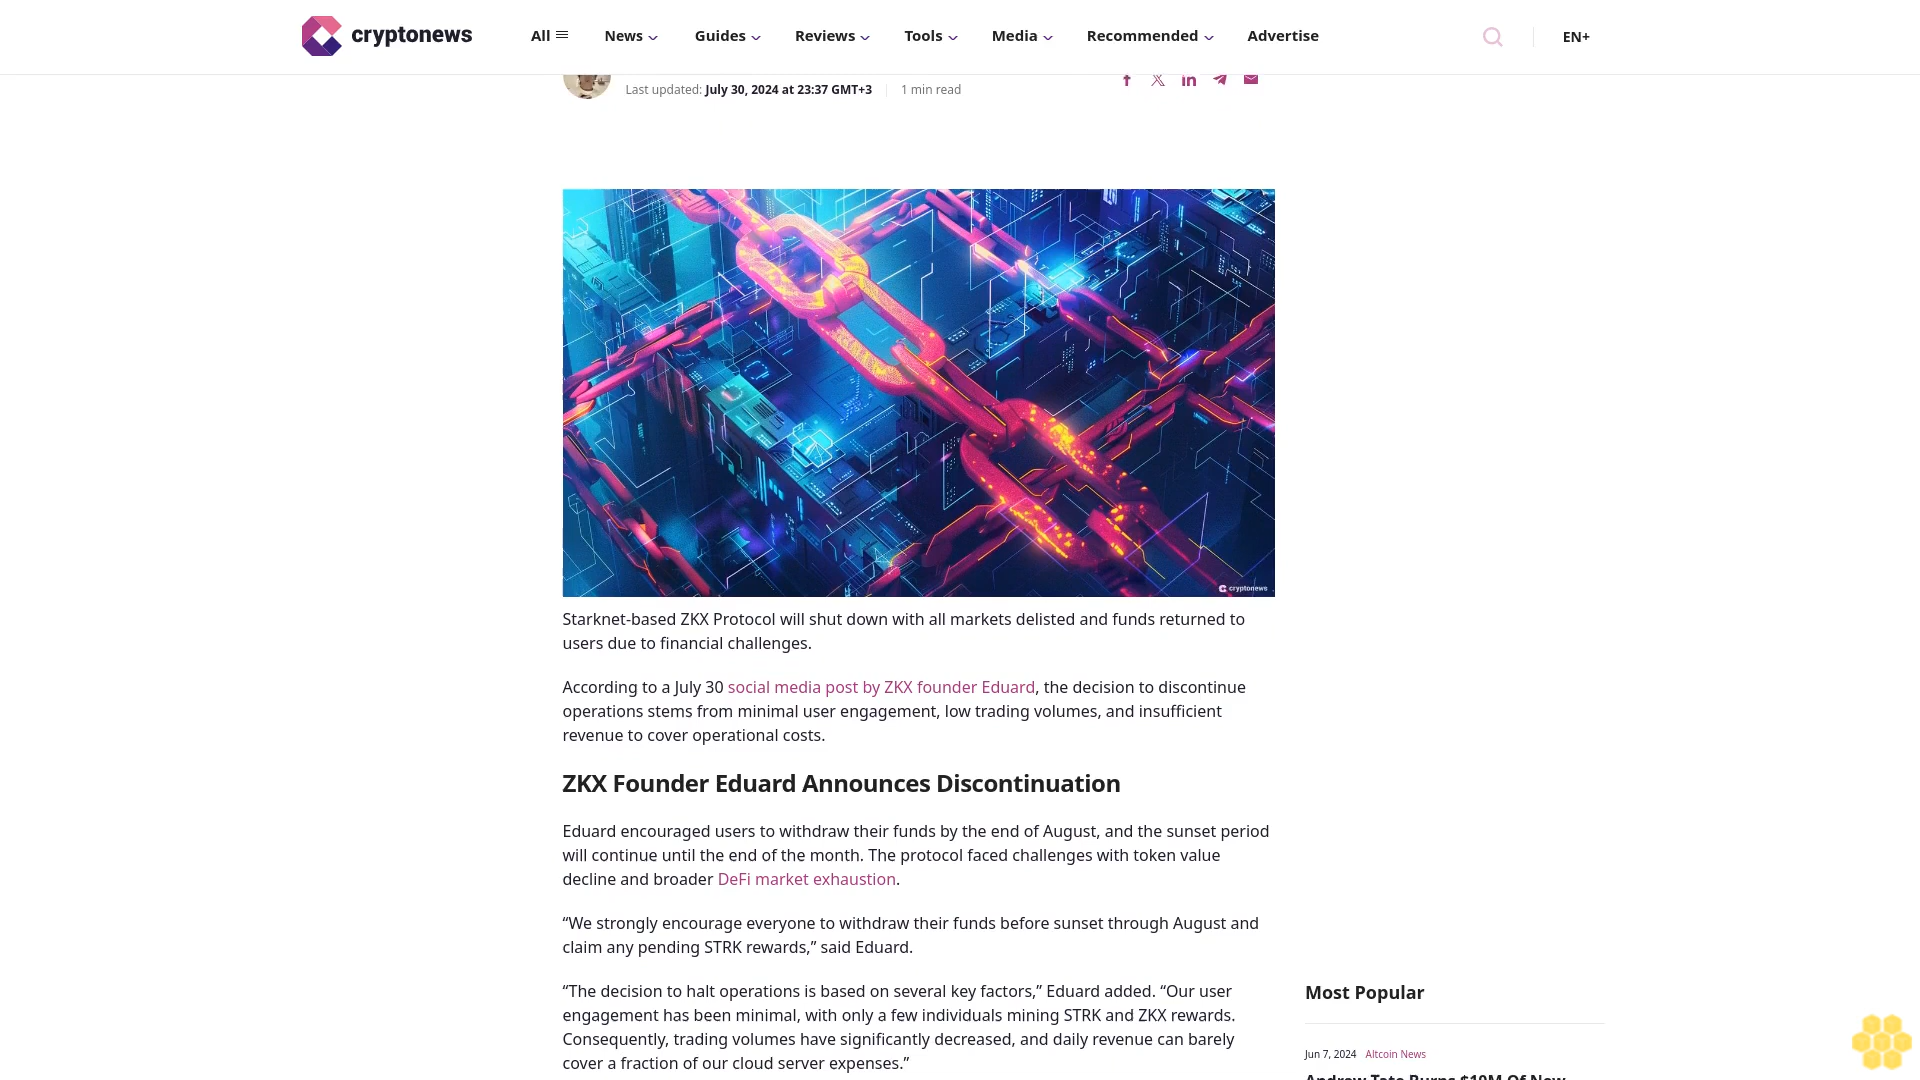 cryptonews
All
News
Guides
Reviews
Tools
Media
Recommended
Advertise
EN+
Last updated: July 30, 2024 at 23:37 GMT+3
1 min read
cryptonews
Starknet-based ZKX Protocol will shut down with all markets delisted and funds returned to
users due to financial challenges.
According to a July 30 social media post by ZKX founder Eduard, the decision to discontinue
operations stems from minimal user engagement, low trading volumes, and insufficient
revenue to cover operational costs.
ZKX Founder Eduard Announces Discontinuation
Eduard encouraged users to withdraw their funds by the end of August, and the sunset period
will continue until the end of the month. The protocol faced challenges with token value
decline and broader DeFi market exhaustion.
“We strongly encourage everyone to withdraw their funds before sunset through August and
claim any pending STRK rewards,” said Eduard.
“The decision to halt operations is based on several key factors,” Eduard added. “Our user
engagement has been minimal, with only a few individuals mining STRK and ZKX rewards.
Consequently, trading volumes have significantly decreased, and daily revenue can barely
cover a fraction of our cloud server expenses.”
Most Popular
Jun 7, 2024 Altcoin News
Andrew Tate Burns $10M Of New